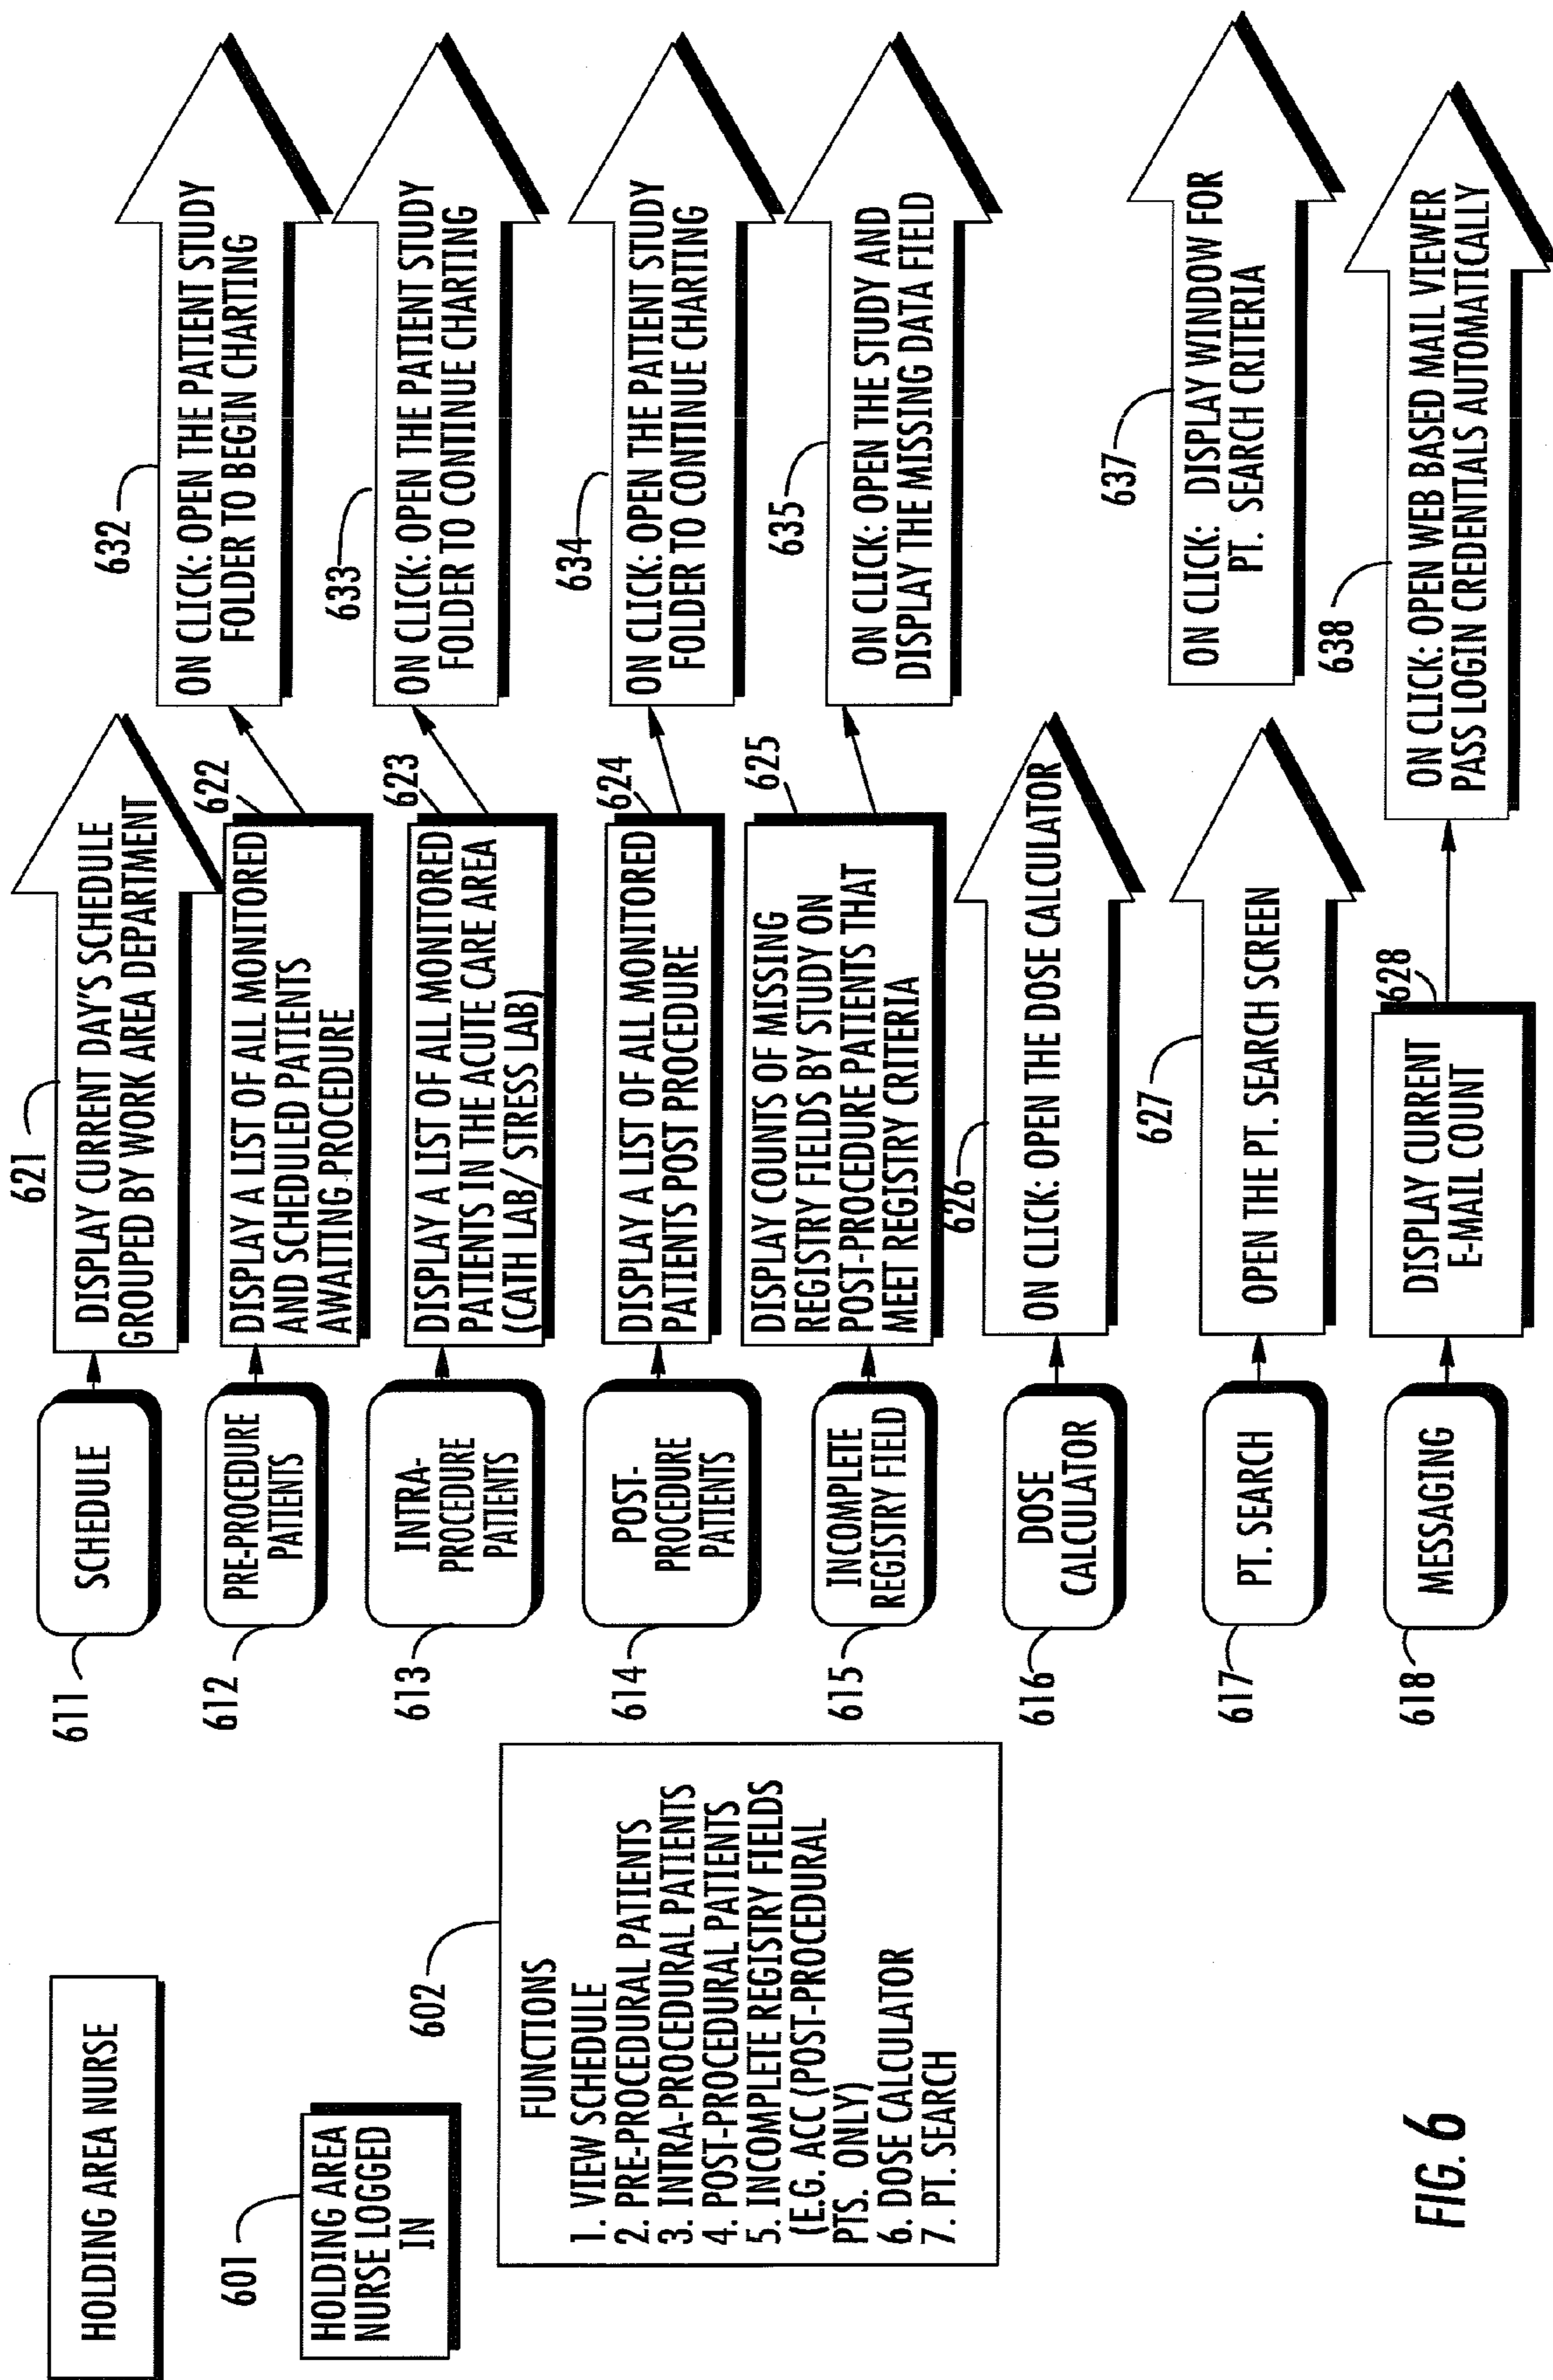 HOLDING AREA NURSE
601
HOLDING AREA
NURSE LOGGED
IN
602
FUNCTIONS
1. VIEW SCHEDULE
2. PRE-PROCEDURAL PATIENTS
3. INTRA-PROCEDURAL PATIENTS
4. POST-PROCEDURAL PATIENTS
5. INCOMPLETE REGISTRY FIELDS
(E.G. ACC (POST-PROCEDURAL
PTS. ONLY)
6. DOSE CALCULATOR
7. PT. SEARCH
611
SCHEDULE
621
DISPLAY CURRENT DAY'S SCHEDULE
GROUPED BY WORK AREA DEPARTMENT
612
PRE-PROCEDURE
PATIENTS
622
DISPLAY A LIST OF ALL MONITORED
AND SCHEDULED PATIENTS
AWAITING PROCEDURE
632
ON CLICK: OPEN THE PATIENT STUDY
FOLDER TO BEGIN CHARTING
613
INTRA-
PROCEDURE
PATIENTS
623
DISPLAY A LIST OF ALL MONITORED
PATIENTS IN THE ACUTE CARE AREA
(CATH LAB/ STRESS LAB)
633
ON CLICK: OPEN THE PATIENT STUDY
FOLDER TO CONTINUE CHARTING
614
POST-
PROCEDURE
PATIENTS
624
DISPLAY A LIST OF ALL MONITORED
PATIENTS POST PROCEDURE
634
ON CLICK: OPEN THE PATIENT STUDY
FOLDER TO CONTINUE CHARTING
615
INCOMPLETE
REGISTRY FIELD
625
DISPLAY COUNTS OF MISSING
REGISTRY FIELDS BY STUDY ON
POST-PROCEDURE PATIENTS THAT
MEET REGISTRY CRITERIA
635
ON CLICK: OPEN THE STUDY AND
DISPLAY THE MISSING DATA FIELD
616
DOSE
CALCULATOR
626
ON CLICK: OPEN THE DOSE CALCULATOR
617
PT. SEARCH
627
OPEN THE PT. SEARCH SCREEN
637
ON CLICK: DISPLAY WINDOW FOR
PT. SEARCH CRITERIA
618
MESSAGING
628
DISPLAY CURRENT
E-MAIL COUNT
638
ON CLICK: OPEN WEB BASED MAIL VIEWER
PASS LOGIN CREDENTIALS AUTOMATICALLY
FIG. 6